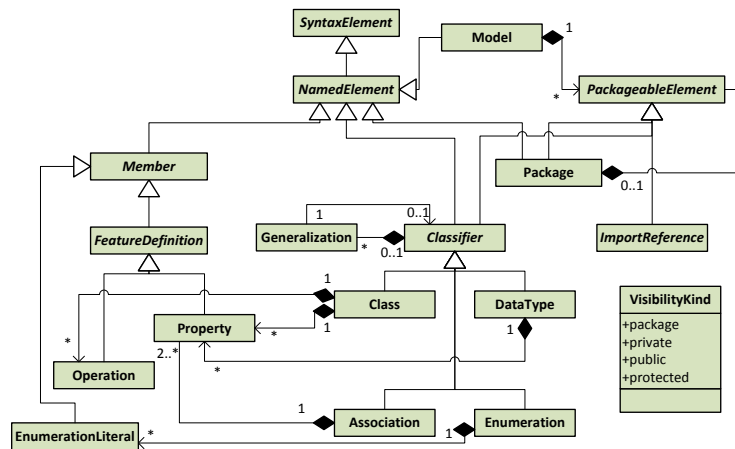 SyntaxElement
Model
1
NamedElement
PackageableElement
*
Member
Package
0..1
1
0..1
FeatureDefinition
Generalization
*
0..1
Classifier
ImportReference
1
Class
DataType
VisibilityKind
Property
*
1
1
+package
+private
+public
+protected
*
2..*
*
Operation
1
Association
Enumeration
EnumerationLiteral
*
1